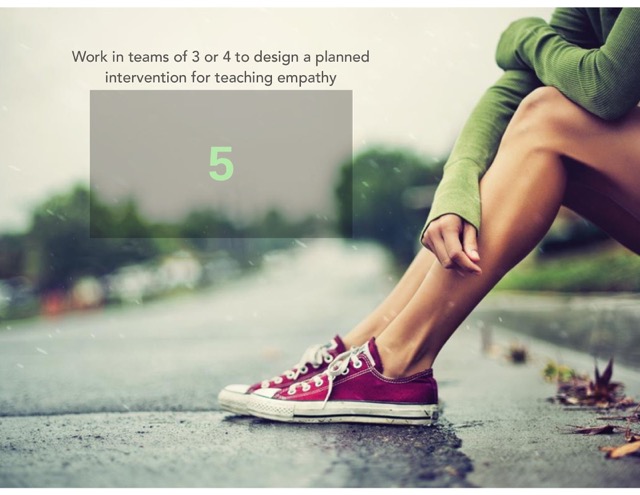 Work in teams of 3 or 4 to design a planned
intervention for teaching empathy
5